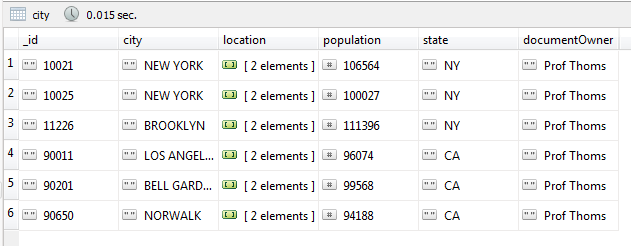 city 0.015 sec.
_id city location population state documentOwner
1 "" 10021 "" NEW YORK [ 2 elements ] # 106564 "" NY "" Prof Thoms
2 "" 10025 "" NEW YORK [ 2 elements ] # 100027 "" NY "" Prof Thoms
3 "" 11226 "" BROOKLYN [ 2 elements ] # 111396 "" NY "" Prof Thoms
4 "" 90011 "" LOS ANGEL... [ 2 elements ] # 96074 "" CA "" Prof Thoms
5 "" 90201 "" BELL GARD... [ 2 elements ] # 99568 "" CA "" Prof Thoms
6 "" 90650 "" NORWALK [ 2 elements ] # 94188 "" CA "" Prof Thoms